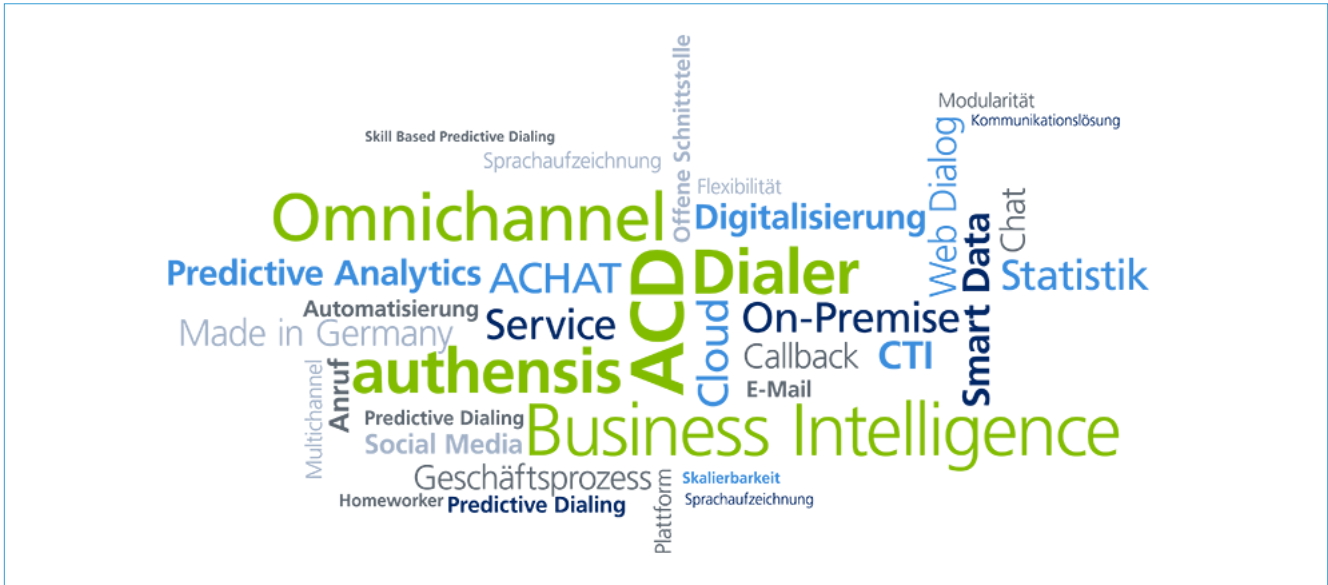 Offene Schnittstelle
Modularität
Kommunikationslösung
Skill Based Predictive Dialing
Sprachaufzeichnung
Web Dialog
Flexibilität
Omnichannel
Digitalisierung
Chat
Smart Data
Predictive Analytics
ACHAT
ACD
Dialer
Statistik
Automatisierung
Service
Cloud
On-Premise
Made in Germany
Callback
CTI
Multichannel
Anruf
authensis
E-Mail
Predictive Dialing
Business Intelligence
Social Media
Geschäftsprozess
Plattform
Skalierbarkeit
Homeworker
Predictive Dialing
Sprachaufzeichnung